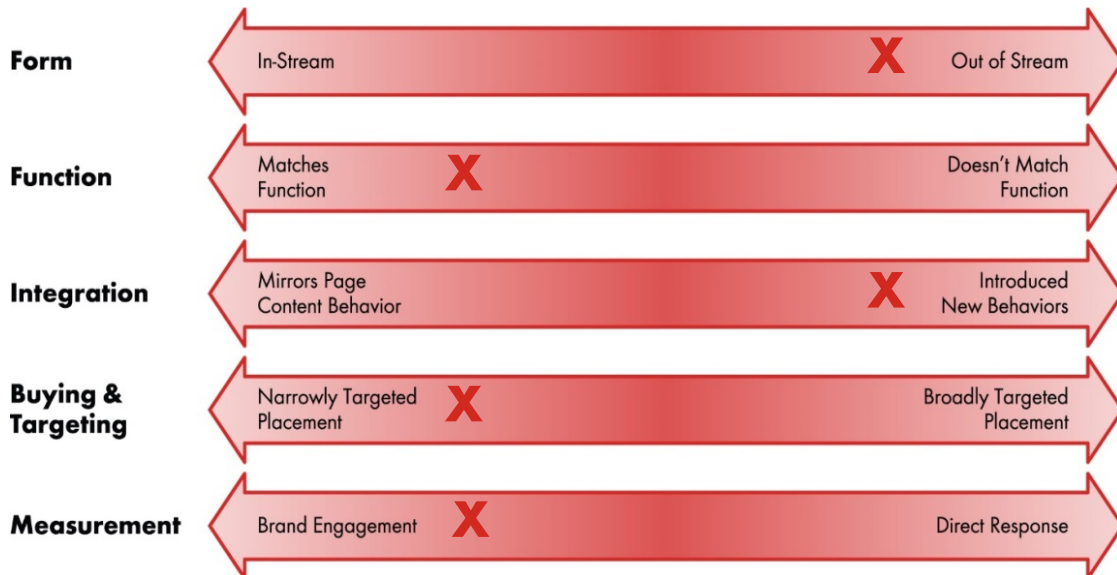 Form
In-Stream
X
Out of Stream
Function
Matches
Function
X
Doesn't Match
Function
Integration
Mirrors Page
Content Behavior
X
Introduced
New Behaviors
Buying &
Targeting
Narrowly Targeted
Placement
X
Broadly Targeted
Placement
Measurement
Brand Engagement
X
Direct Response